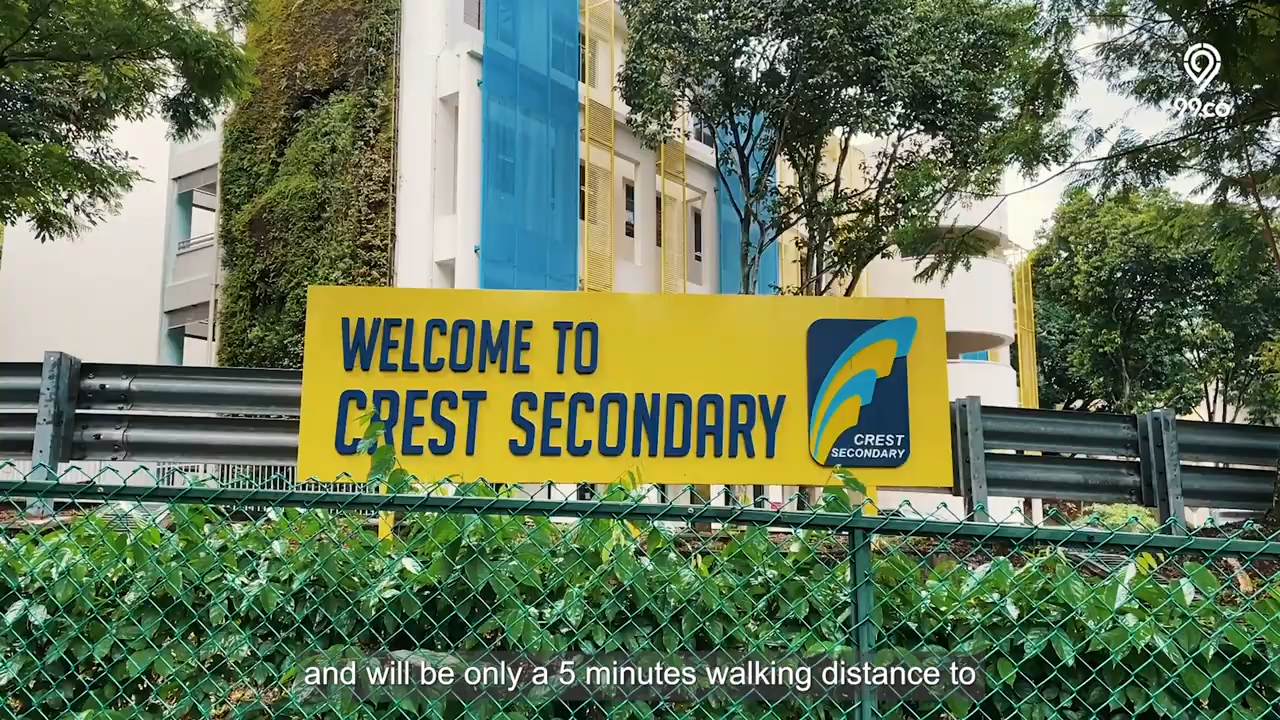 99.co
WELCOME TO
CREST SECONDARY
CREST
SECONDARY
and will be only a 5 minutes walking distance to